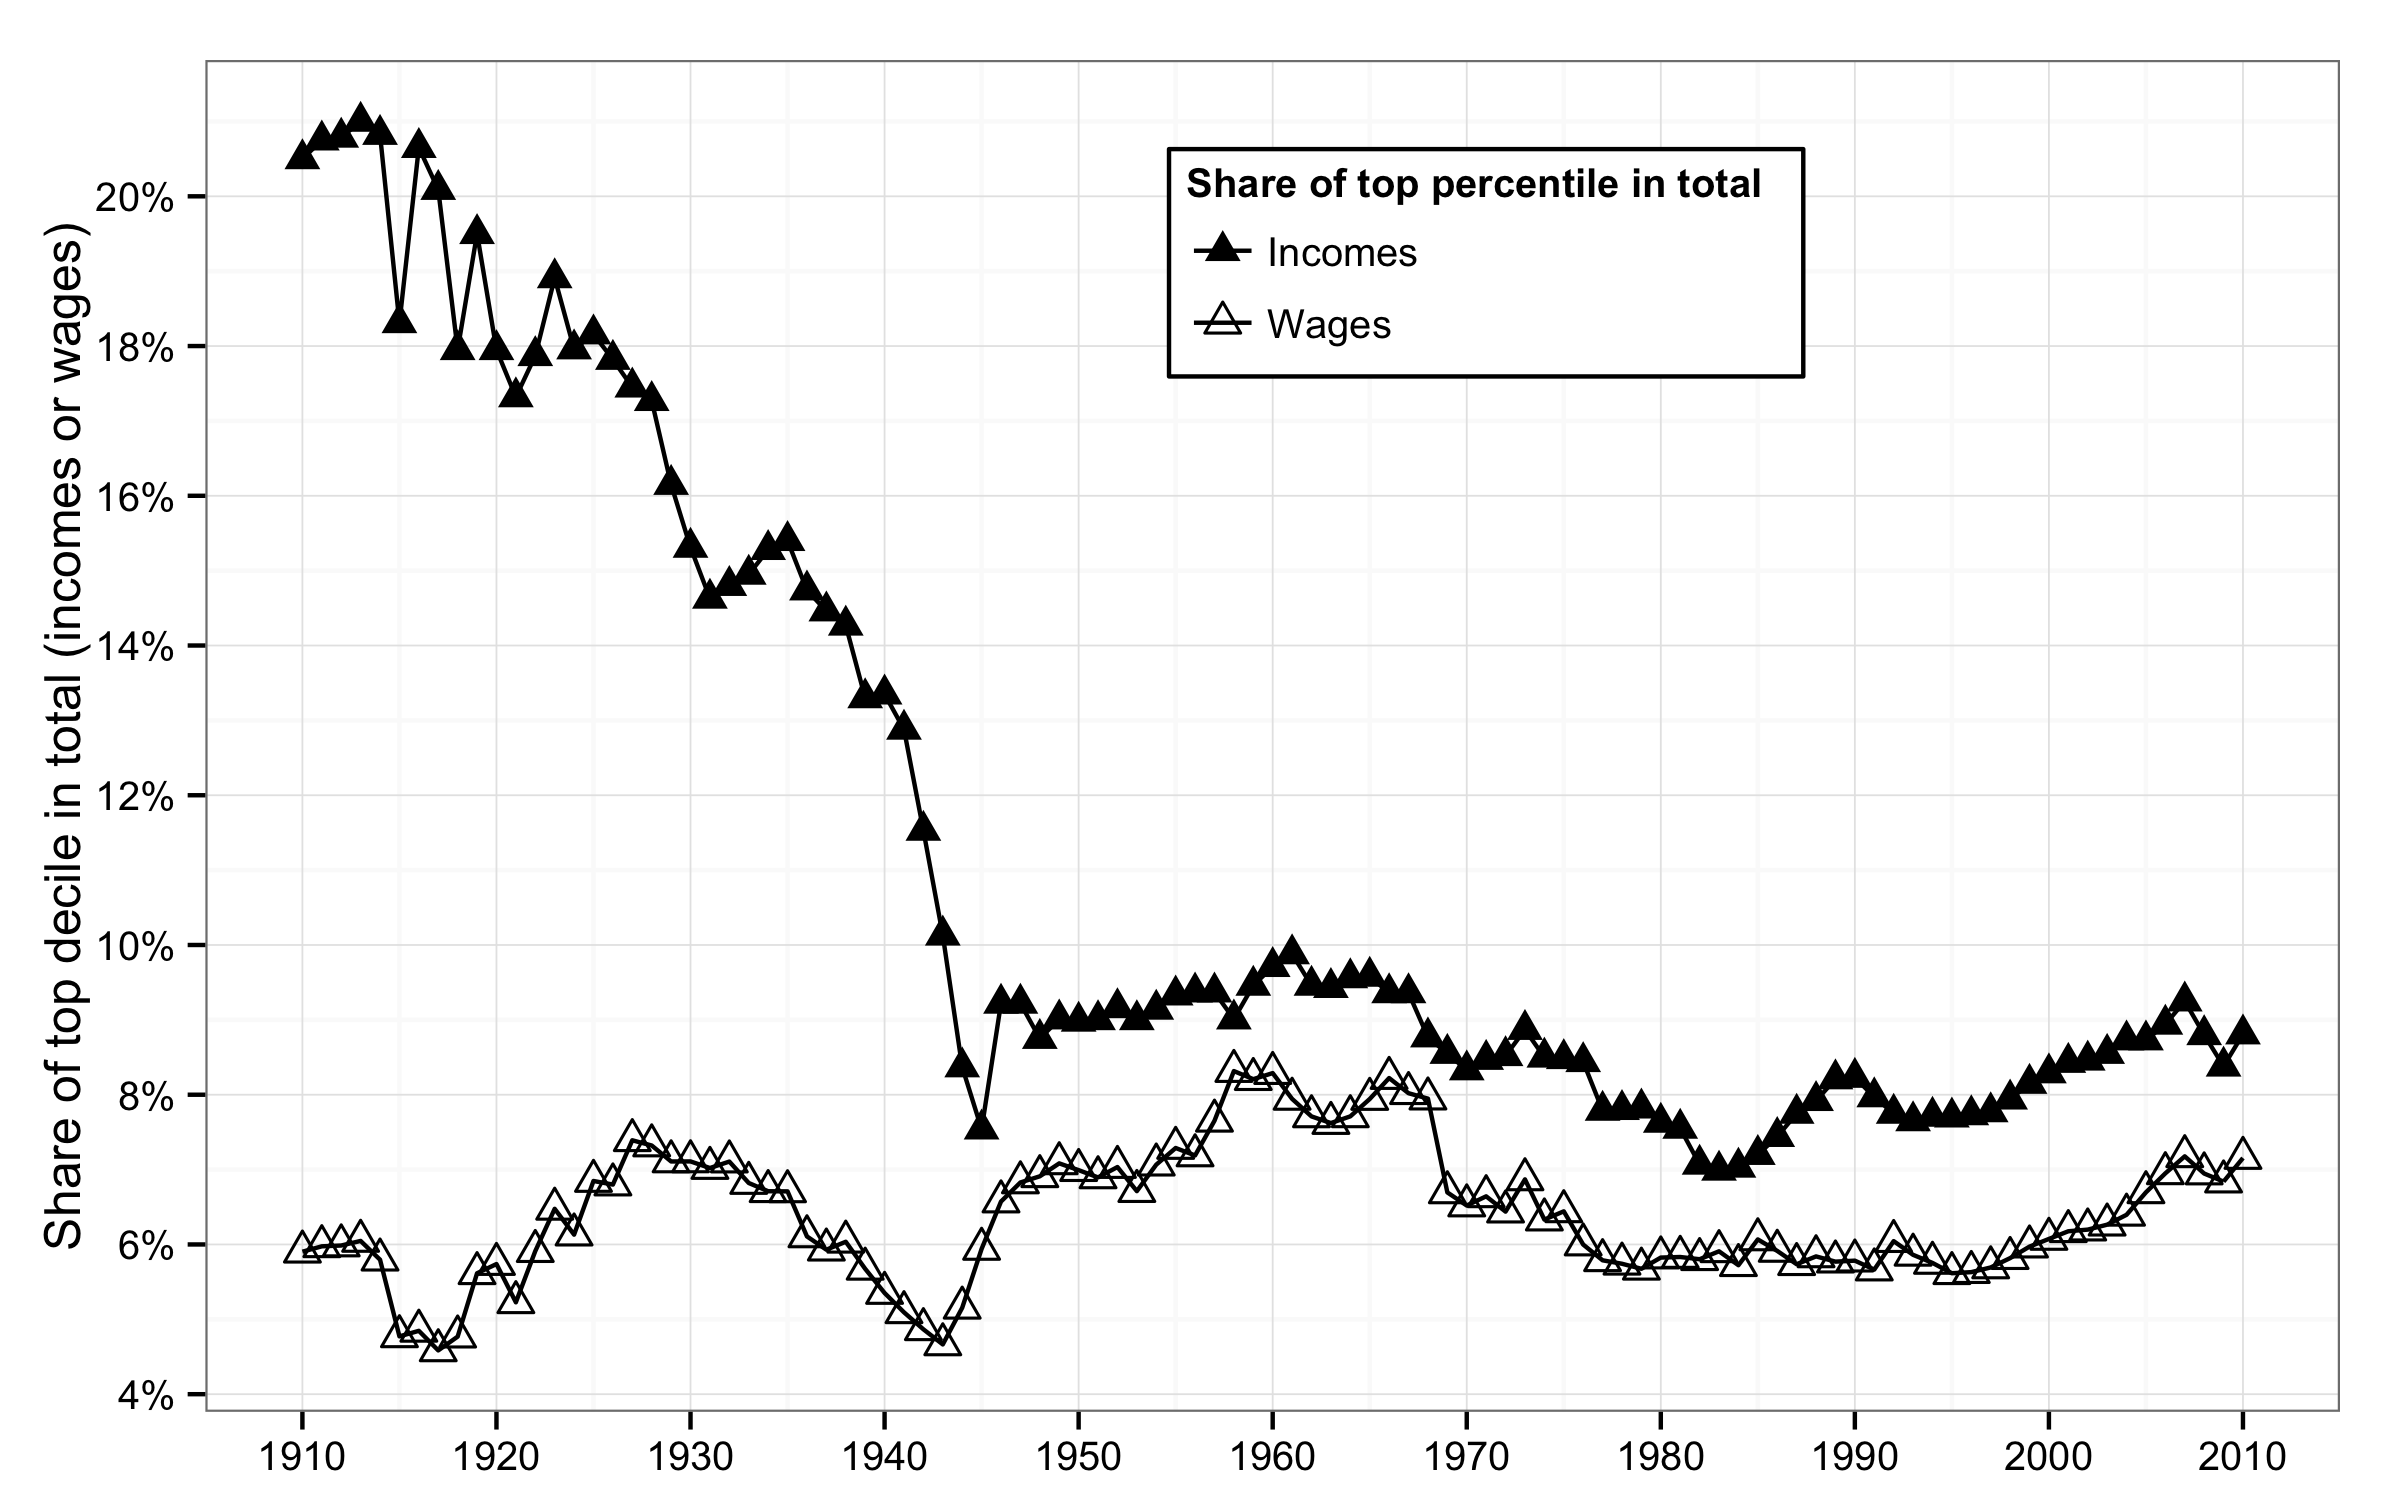 Share of top decile in total (incomes or wages)
20%
18%
16%
14%
12%
10%
8%
6%
4%
Share of top percentile in total
Incomes
Wages
1910 1920 1930 1940 1950 1960 1970 1980 1990 2000 2010